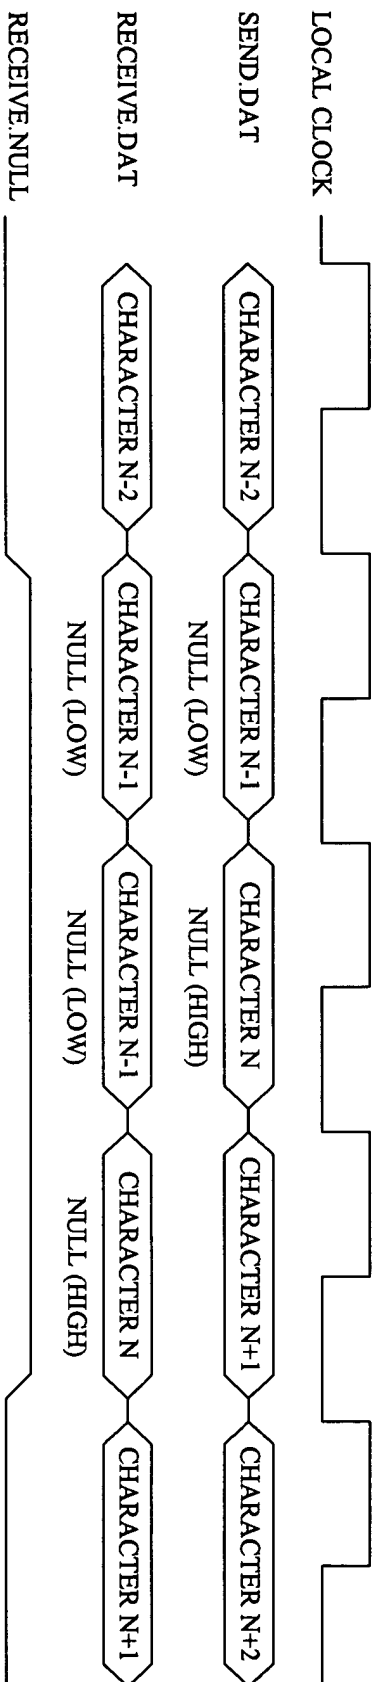 LOCAL CLOCK
SEND.DAT
CHARACTER N-2
CHARACTER N-1
CHARACTER N
CHARACTER N+1
CHARACTER N+2
NULL (LOW)
NULL (HIGH)
RECEIVE.DAT
CHARACTER N-2
CHARACTER N-1
CHARACTER N-1
CHARACTER N
CHARACTER N+1
NULL (LOW)
NULL (LOW)
NULL (HIGH)
RECEIVE.NULL